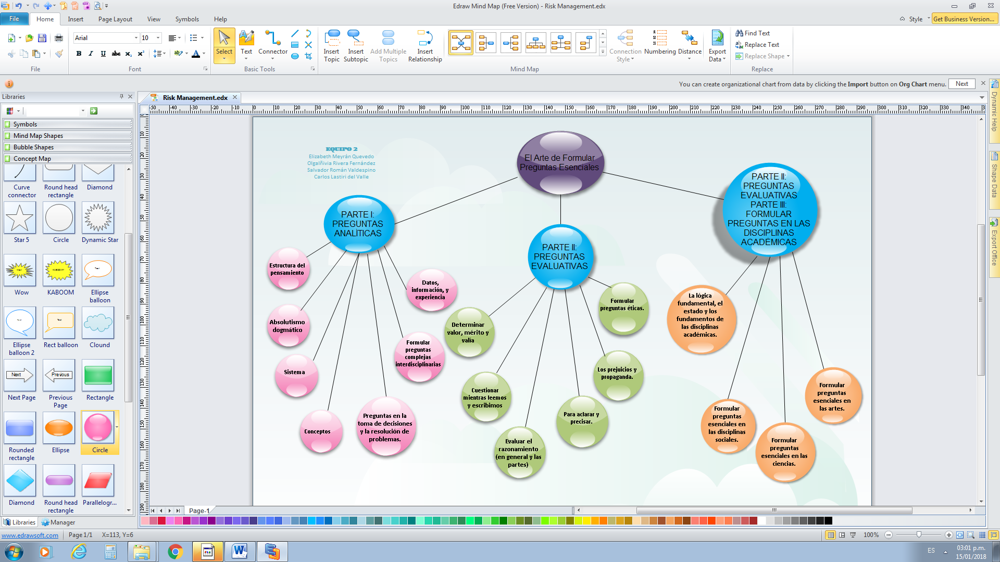 Edraw Mind Map (Free Version) - Risk Management.edx
File
Home
Insert
Page Layout
View
Symbols
Help
Style
Get Business Version...
Arial
10
Select
Text
Connector
Insert Topic
Insert Subtopic
Add Multiple Topics
Insert Relationship
Connection Style
Numbering
Distance
Export Data
Find Text
Replace Text
Replace Shape
File
Font
Basic Tools
Mind Map
Replace
You can create organizational chart from data by clicking the Import button on Org Chart menu.
Next
Libraries
Risk Management.edx
Symbols
Mind Map Shapes
Bubble Shapes
Concept Map
Curve connector
Round head rectangle
Diamond
Star 5
Circle
Dynamic Star
Wow
KABOOM
Ellipse balloon
Ellipse balloon 2
Rect balloon
Clound
Next
Previous
Next Page
Previous Page
Rectangle
Rounded rectangle
Ellipse
Circle
Diamond
Round head rectangle
Parallelogr...
Libraries
Manager
EQUIPO 2
Elizabeth Meyrán Quevedo
Olgalñivia Rivera Fernández
Salvador Román Valdespino
Carlos Lastiri del Valle
El Arte de Formular
Preguntas Esenciales
PARTE I:
PREGUNTAS
ANALÍTICAS
Estructura del
pensamiento
Absolutismo
dogmático
Sistema
Conceptos
Preguntas en la
toma de decisiones
y la resolución de
problemas.
Formular
preguntas
complejas
interdisciplinarias
Datos,
información, y
experiencia
PARTE II:
PREGUNTAS
EVALUATIVAS
Determinar
valor, mérito y
valía
Cuestionar
mientras leemos
y escribimos
Evaluar el
razonamiento
(en general y las
partes)
Para aclarar y
precisar.
Los prejuicios y
propaganda.
Formular
preguntas éticas.
PARTE II:
PREGUNTAS
EVALUATIVAS
PARTE III:
FORMULAR
PREGUNTAS EN LAS
DISCIPLINAS
ACADÉMICAS
La lógica
fundamental, el
estado y los
fundamentos de
las disciplinas
académicas.
Formular
preguntas
esenciales en
las disciplinas
sociales.
Formular
preguntas
esenciales en las
ciencias.
Formular
preguntas
esenciales en
las artes.
Dynamic Help
Shape Data
Export Office
Page-1
www.edrawsoft.com
Page 1/1
X=113, Y=6
100%
ES
03:01 p.m.
15/01/2018